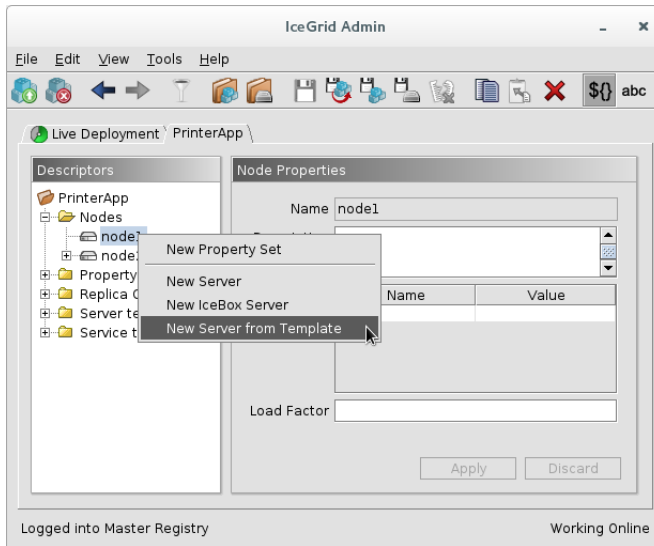 IceGrid Admin
File Edit View Tools Help
${} abc
Live Deployment PrinterApp
Descriptors
Node Properties
PrinterApp
Name node1
Nodes
node1
New Property Set
New Server
Property
Name Value
Replica
New IceBox Server
Server te
New Server from Template
Service t
Load Factor
Apply Discard
Logged into Master Registry
Working Online